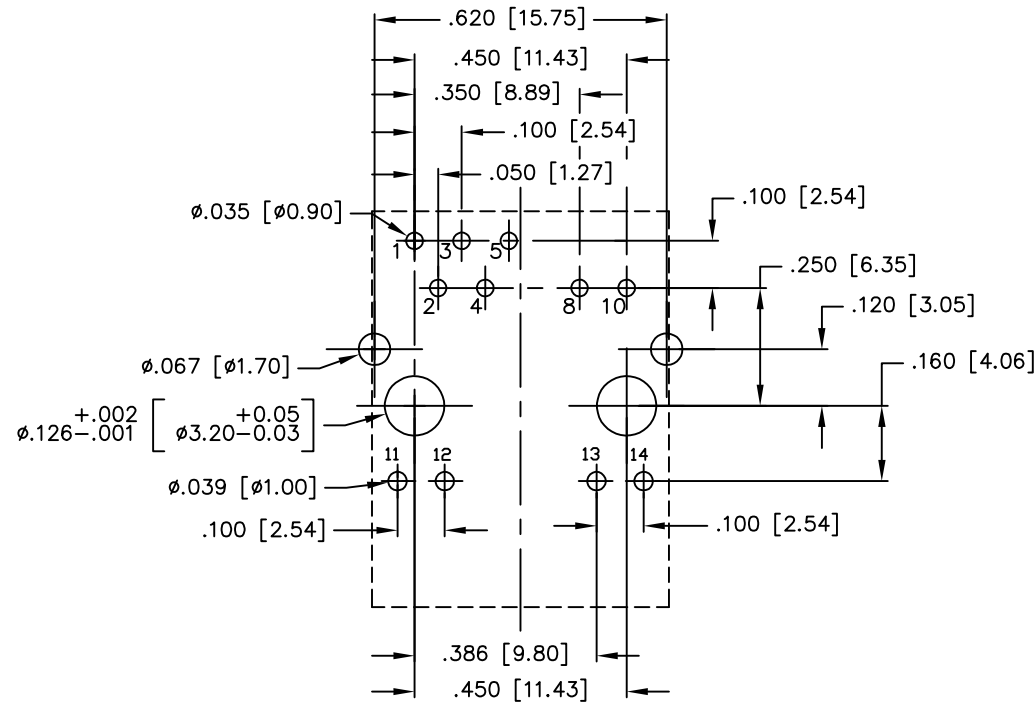 .620 [15.75]
.450 [11.43]
.350 [8.89]
.100 [2.54]
.050 [1.27]
.100 [2.54]
ø.035 [ø0.90]
1 3 5
.250 [6.35]
2 4 8 10
.120 [3.05]
ø.067 [ø1.70]
.160 [4.06]
+.002 +0.05
ø.126-.001 [ø3.20-0.03]
11 12 13 14
ø.039 [ø1.00]
.100 [2.54]
.100 [2.54]
.386 [9.80]
.450 [11.43]